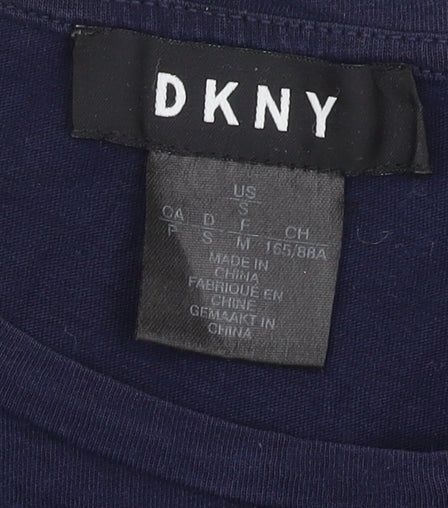 DKNY
US
S
CA D F CH
P S M 165/88A
MADE IN
CHINA
FABRIQUÉ EN
CHINE
GEMAAKT IN
CHINA